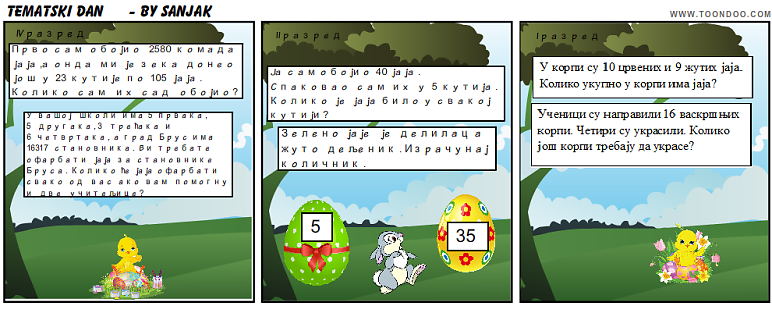 TEMATSKI DAN - BY SANJAK
WWW.TOONDOO.COM
IV разред
Прво сам обојио 2580 комада
јаја, а онда ми је зека донео
још у 23 кутије по 105 јаја.
Колико сам их сад обојио?
У вашој школи има 5 првака,
5 другака, 3 трећака и
6 четвртака, а град Брус има
16317 становника. Ви требате
офарбати јаја за становнике
Бруса. Колико ће јаја офарбати
свако од вас ако вам помогну
и две учитељице?
II разред
Ја сам обојио 40 јаја.
Спаковао сам их у 5 кутија.
Колико је јаја било у свакој
кутији?
Зелено јаје је делилац а
жуто дељеник. Израчунај
количник.
5
35
I разред
У корпи су 10 црвених и 9 жутих јаја.
Колико укупно у корпи има јаја?
Ученици су направили 16 васкршњих
корпи. Четири су украсили. Колико
још корпи требају да украсе?